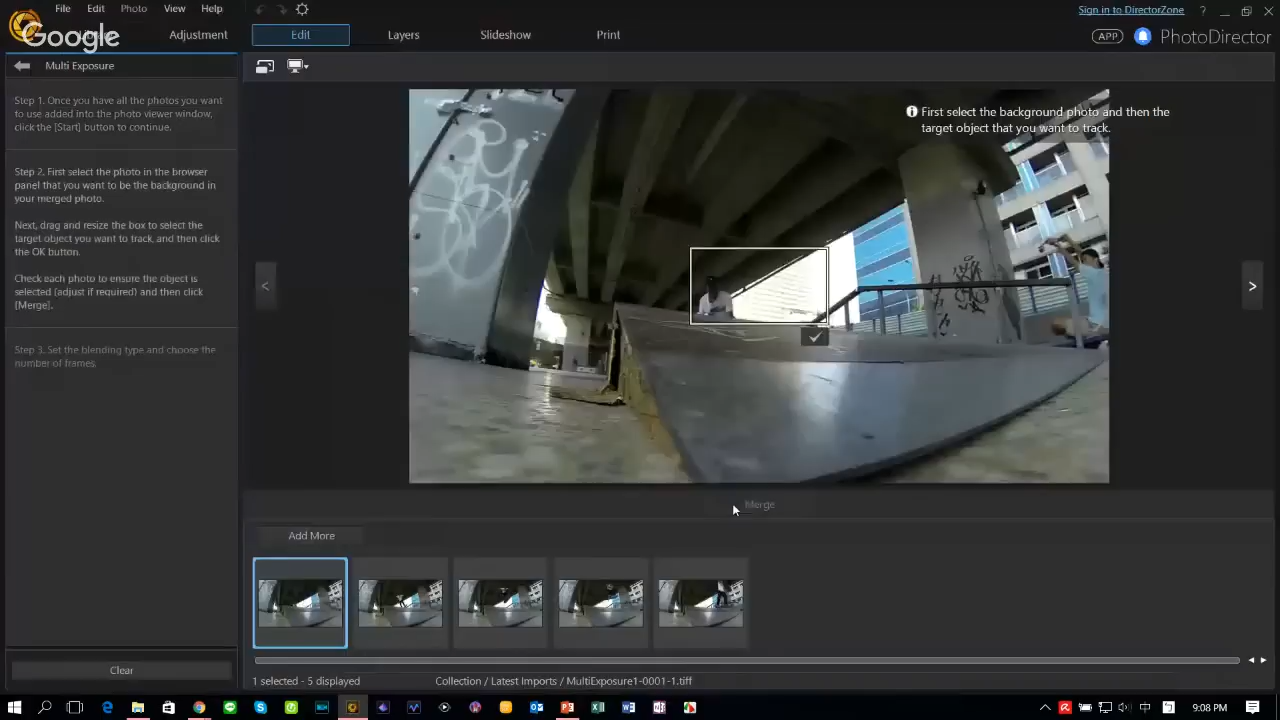 File Edit Photo View Help
Sign in to DirectorZone ?
Google
Adjustment Edit Layers Slideshow Print
APP PhotoDirector
Multi Exposure
Step 1. Once you have all the photos you want
to use added into the photo viewer window,
click the [Start] button to continue.
Step 2. First select the photo in the browser
panel that you want to be the background in
your merged photo.
Next, drag and resize the box to select the
target object you want to track, and then click
the OK button.
Check each photo to ensure the object is
selected (adjust if required) and then click
[Merge].
Step 3. Set the blending type and choose the
number of frames.
First select the background photo and then the
target object that you want to track.
<
>
Merge
Add More
Clear
1 selected - 5 displayed
Collection / Latest Imports / MultiExposure1-0001-1.tiff
9:08 PM